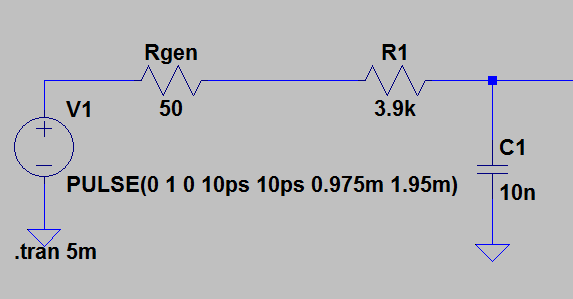 Rgen
R1
V1
50
3.9k
C1
PULSE(0 1 0 10ps 10ps 0.975m 1.95m)
10n
.tran 5m